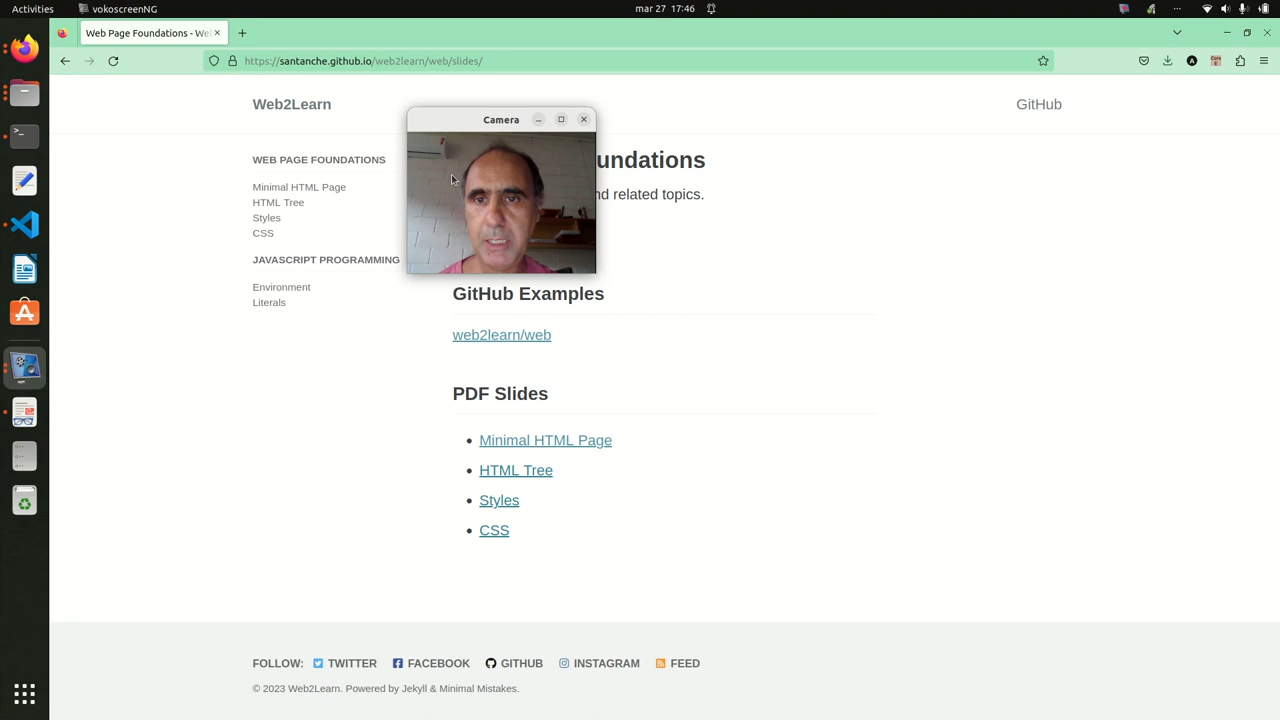 Activities
vokoscreenNG
mar 27 17:46
Web Page Foundations - We
https://santanche.github.io/web2learn/web/slides/
Web2Learn
GitHub
Camera
WEB PAGE FOUNDATIONS
Minimal HTML Page
HTML Tree
Styles
CSS
JAVASCRIPT PROGRAMMING
Environment
Literals
undations
related topics.
GitHub Examples
web2learn/web
PDF Slides
Minimal HTML Page
HTML Tree
Styles
CSS
FOLLOW: TWITTER FACEBOOK GITHUB INSTAGRAM FEED
© 2023 Web2Learn. Powered by Jekyll & Minimal Mistakes.